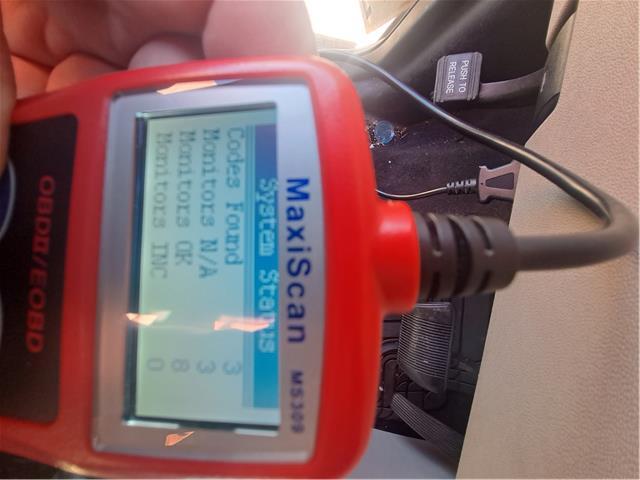 MaxiScan MS309
System Status
Codes Found 3
Monitors N/A 3
Monitors OK 8
Monitors INC 0
OBDII/EOBD
PUSH TO
RELEASE